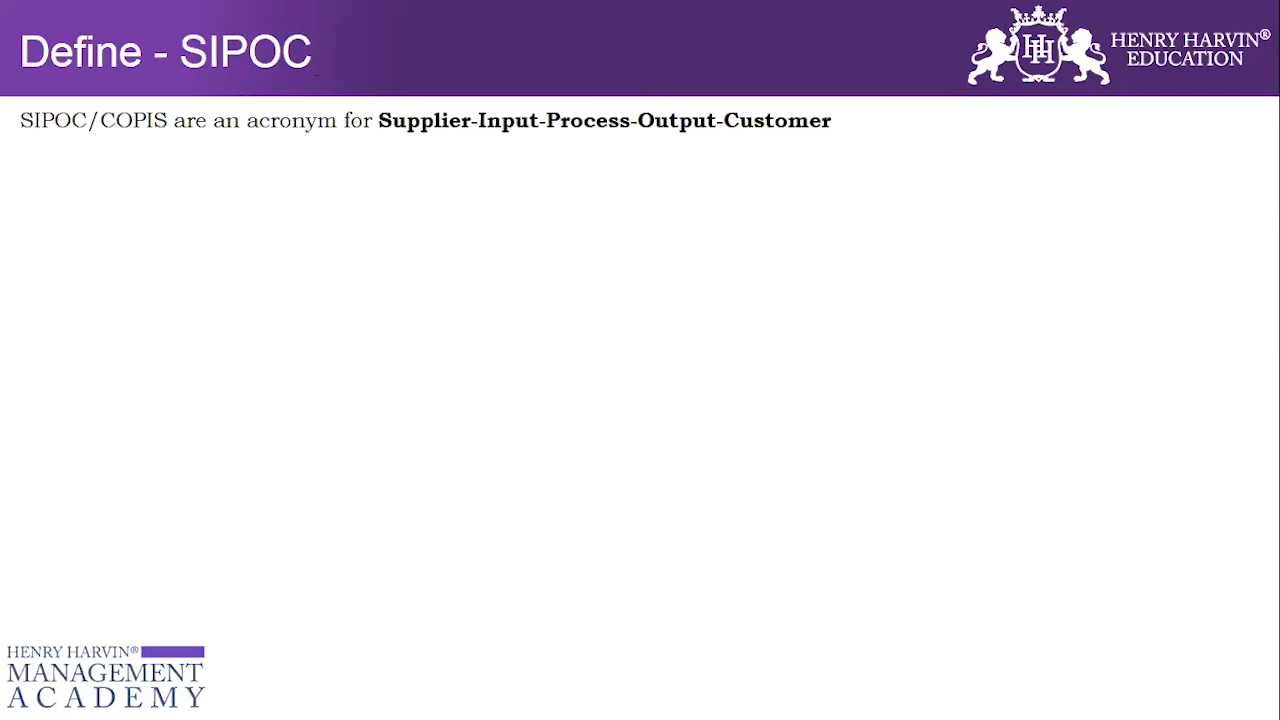 Define - SIPOC
HENRY HARVIN®
EDUCATION
SIPOC/COPIS are an acronym for Supplier-Input-Process-Output-Customer
HENRY HARVIN®
MANAGEMENT
ACADEMY